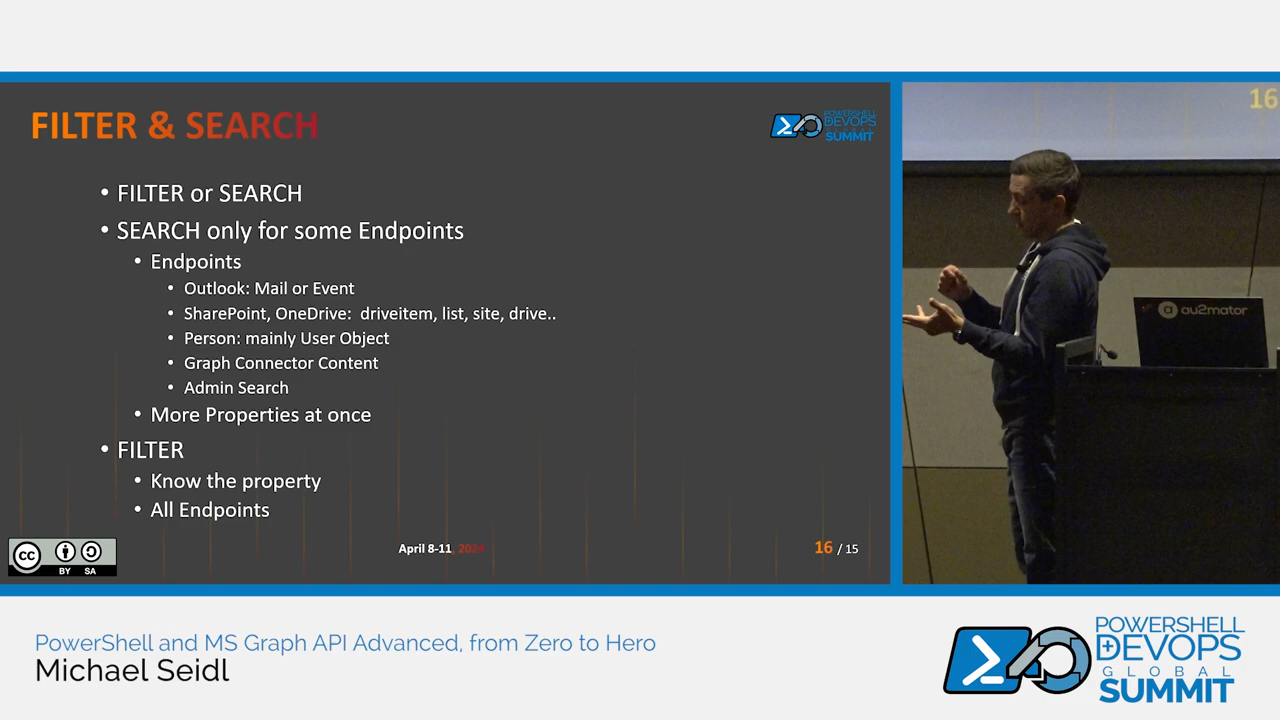 FILTER & SEARCH
POWERSHELL
DEVOPS
GLOBAL
SUMMIT
16
• FILTER or SEARCH
• SEARCH only for some Endpoints
• Endpoints
• Outlook: Mail or Event
• SharePoint, OneDrive: driveitem, list, site, drive..
• Person: mainly User Object
• Graph Connector Content
• Admin Search
• More Properties at once
• FILTER
• Know the property
• All Endpoints
au2mator
cc
BY SA
April 8-11, 2024
16 / 15
PowerShell and MS Graph API Advanced, from Zero to Hero
Michael Seidl
POWERSHELL
DEVOPS
GLOBAL
SUMMIT